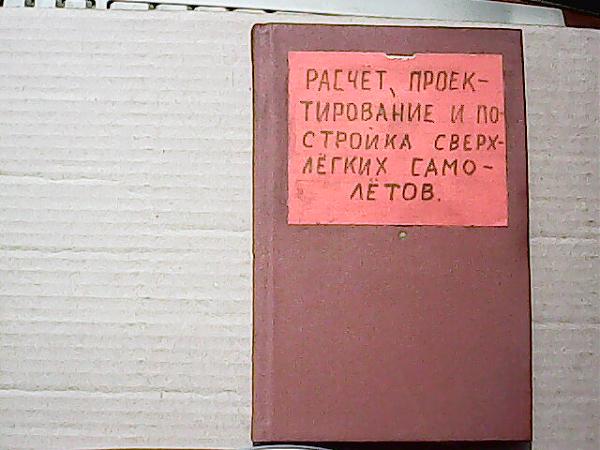 РАСЧЁТ, ПРОЕК-
ТИРОВАНИЕ И ПО-
СТРОЙКА СВЕРХ-
ЛЁГКИХ САМО-
ЛЁТОВ.